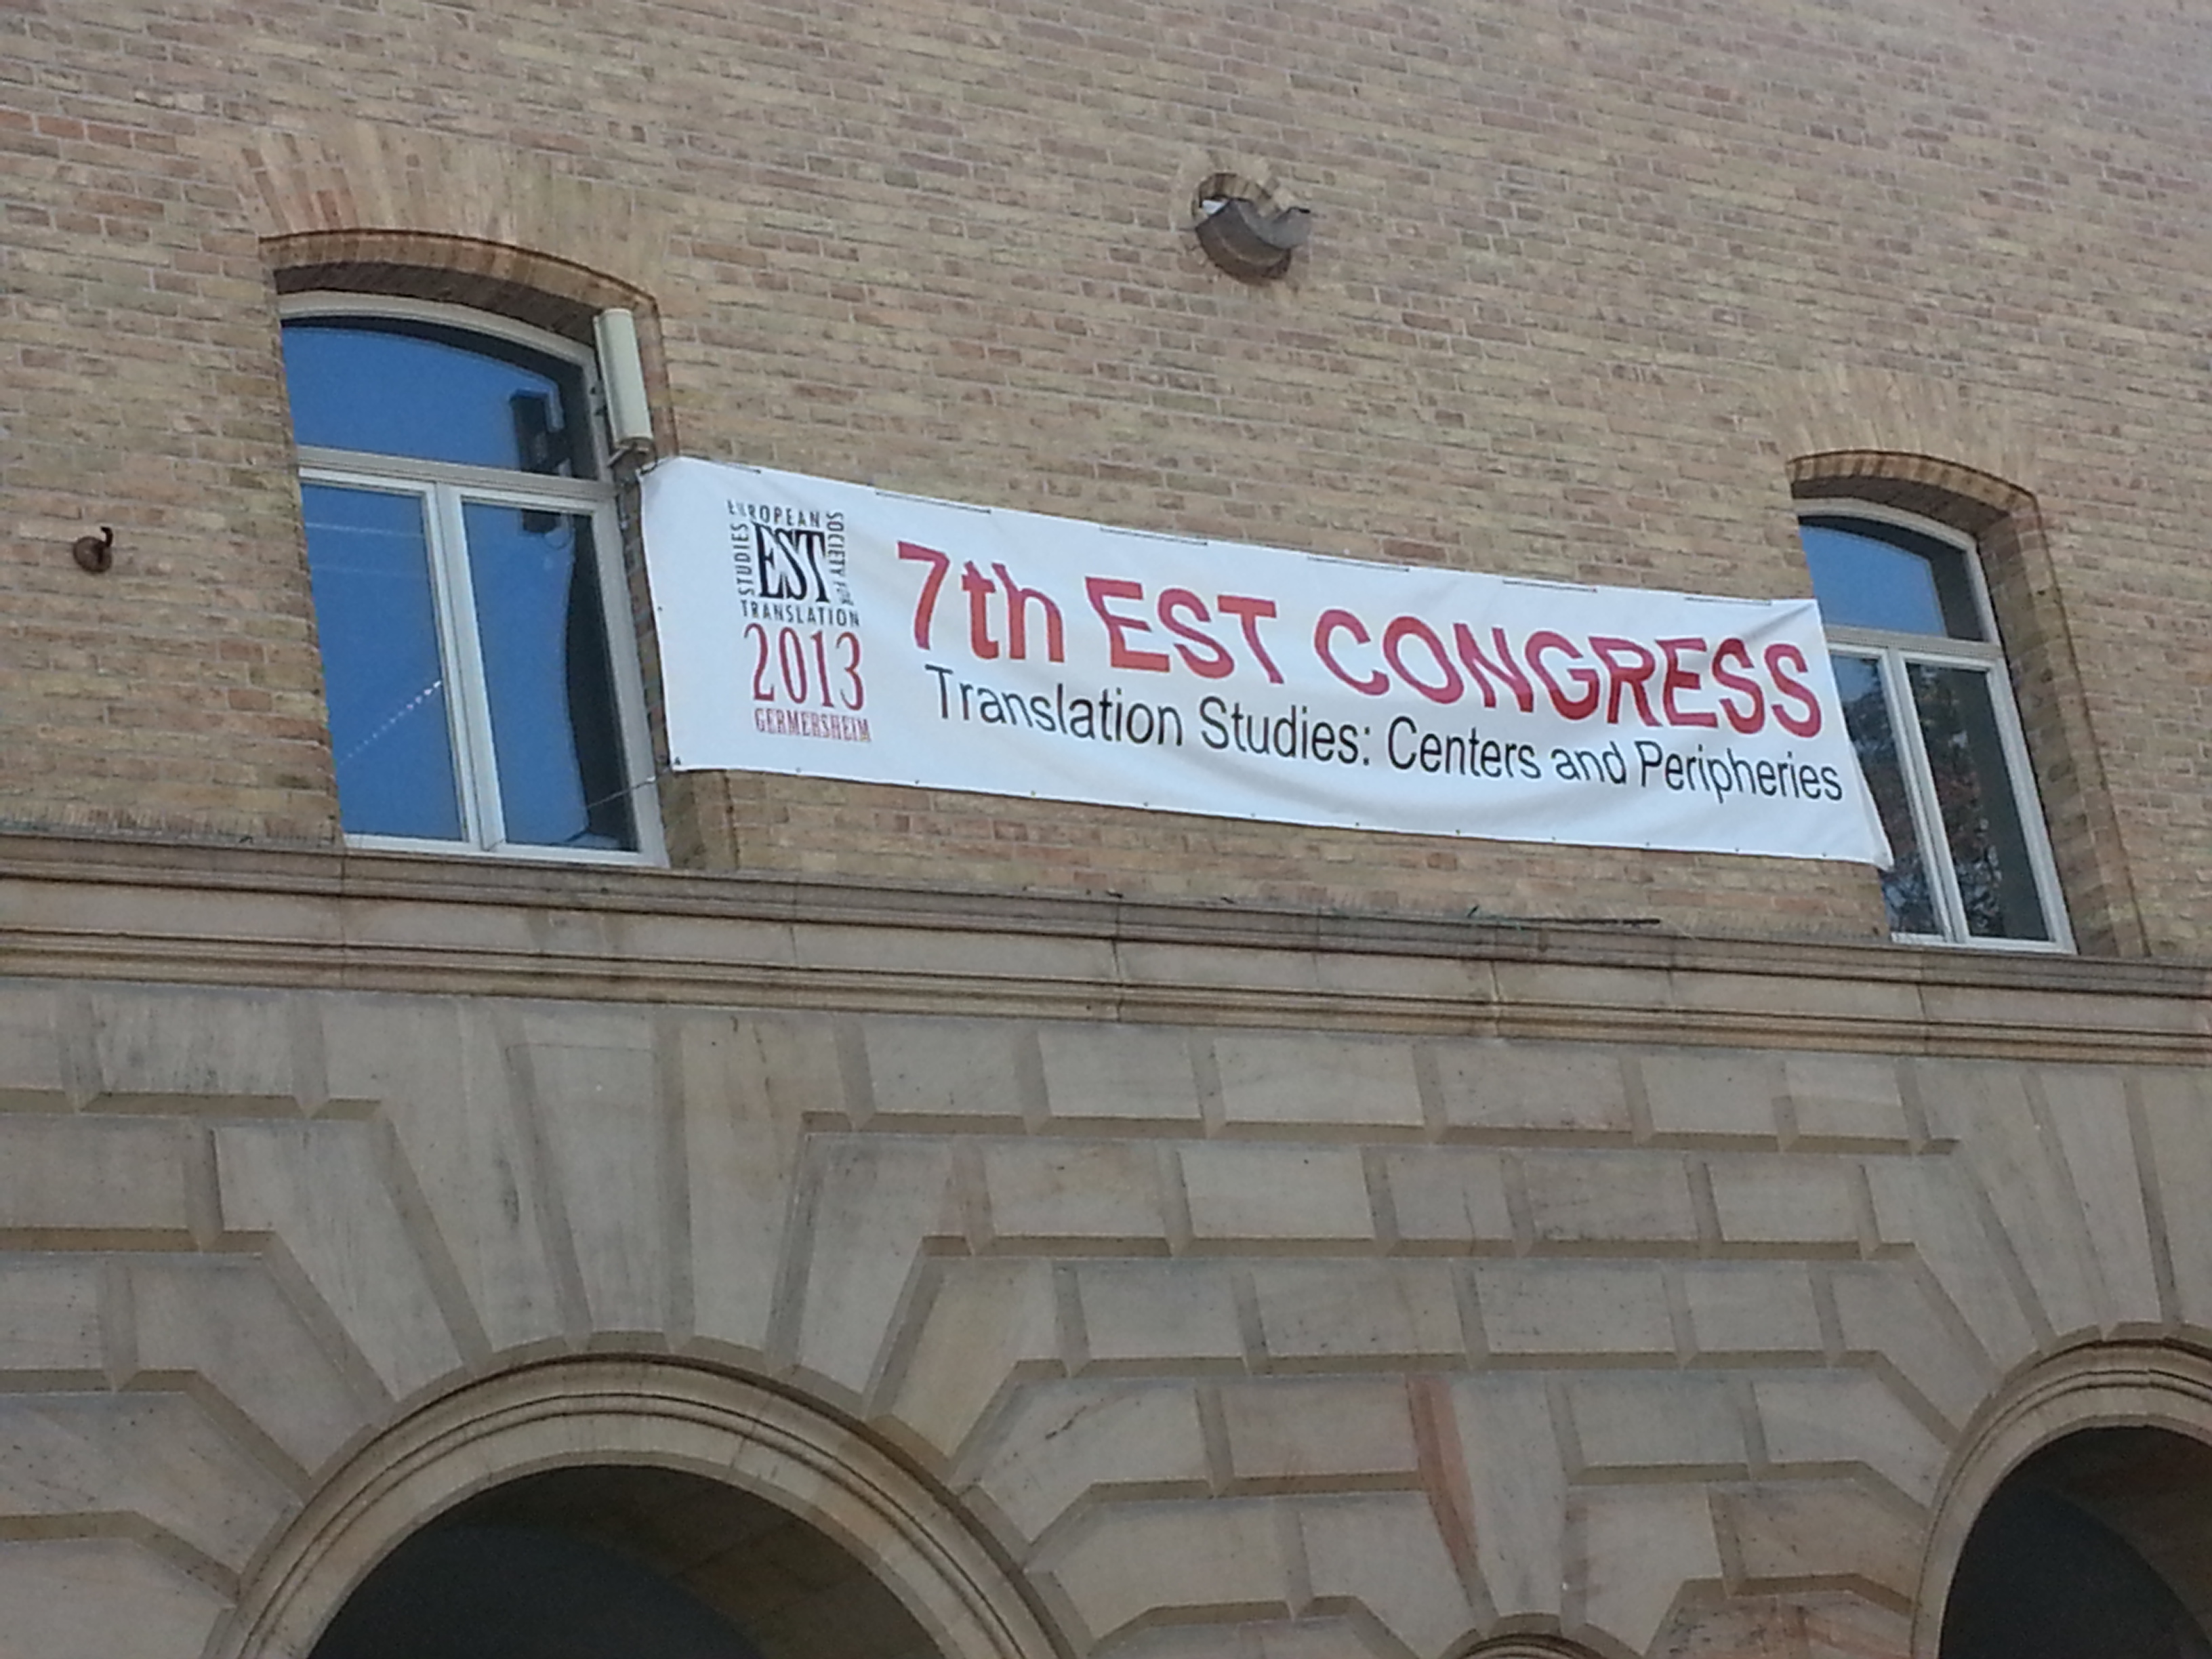 EUROPEAN
SOCIETY FOR
TRANSLATION
STUDIES
EST
2013
GERMERSHEIM
7th EST CONGRESS
Translation Studies: Centers and Peripheries